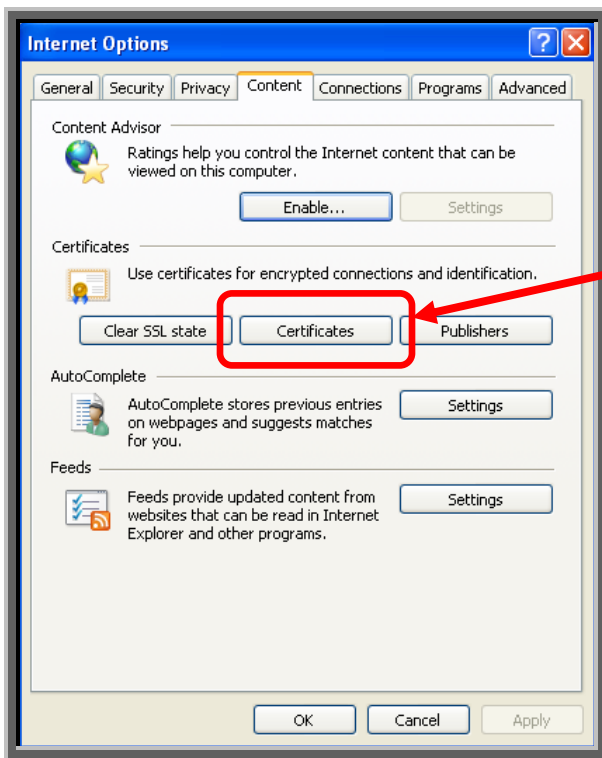 Internet Options
General Security Privacy Content Connections Programs Advanced
Content Advisor
Ratings help you control the Internet content that can be
viewed on this computer.
Enable... Settings
Certificates
Use certificates for encrypted connections and identification.
Clear SSL state Certificates Publishers
AutoComplete
AutoComplete stores previous entries
on webpages and suggests matches
for you.
Settings
Feeds
Feeds provide updated content from
websites that can be read in Internet
Explorer and other programs.
Settings
OK Cancel Apply